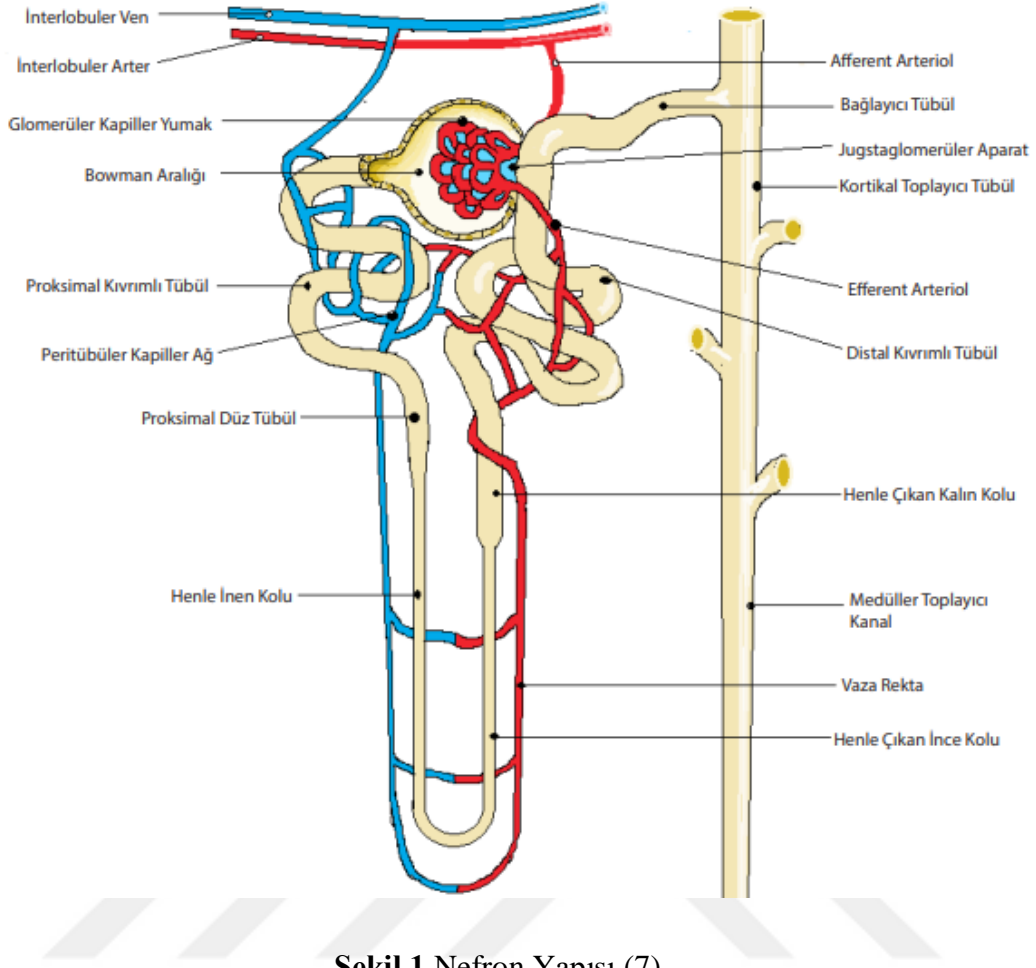 İnterlobuler Ven
İnterlobuler Arter
Glomerüler Kapiller Yumak
Bowman Aralığı
Proksimal Kıvrımlı Tübül
Peritübüler Kapiller Ağ
Proksimal Düz Tübül
Henle İnen Kolu
Afferent Arteriol
Bağlayıcı Tübül
Jugstaglomerüler Aparat
Kortikal Toplayıcı Tübül
Efferent Arteriol
Distal Kıvrımlı Tübül
Henle Çıkan Kalın Kolu
Medüller Toplayıcı
Kanal
Vaza Rekta
Henle Çıkan İnce Kolu
Şekil 1 Nefron Yapısı (7)